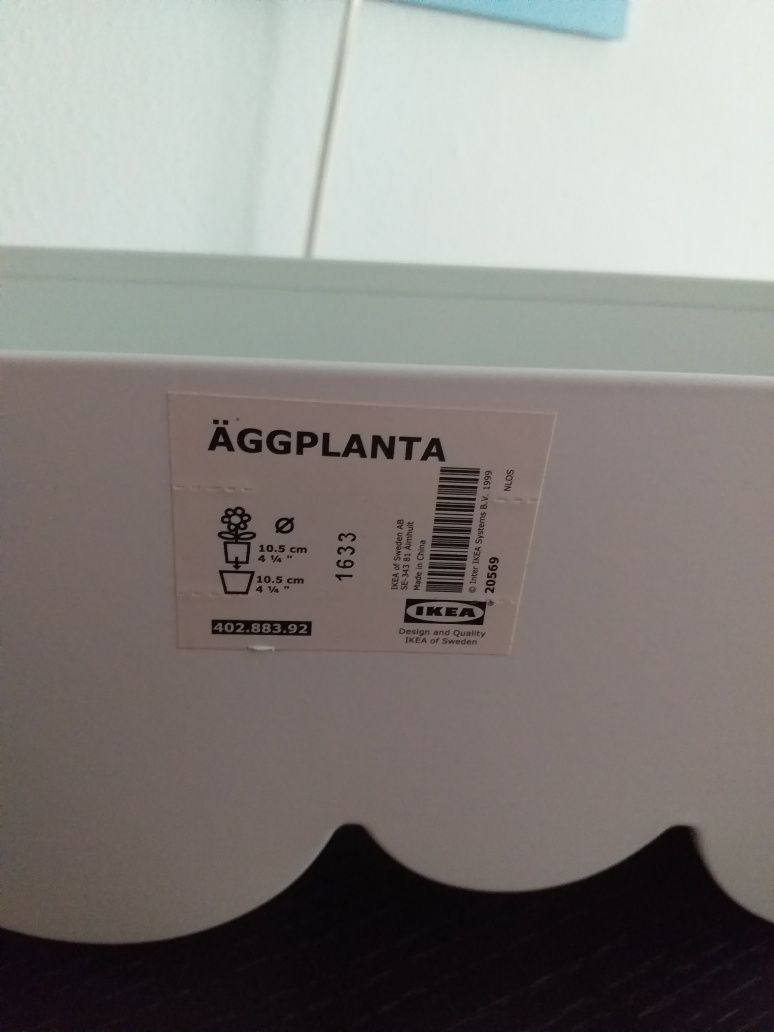 ÄGGPLANTA
Ø
10.5 cm
4 ¼ "
10.5 cm
4 ¼ "
402.883.92
1633
IKEA of Sweden AB
SE-343 81 Älmhult
Made in China
© Inter IKEA Systems B.V. 1999
20569
NLOS
IKEA
Design and Quality
IKEA of Sweden